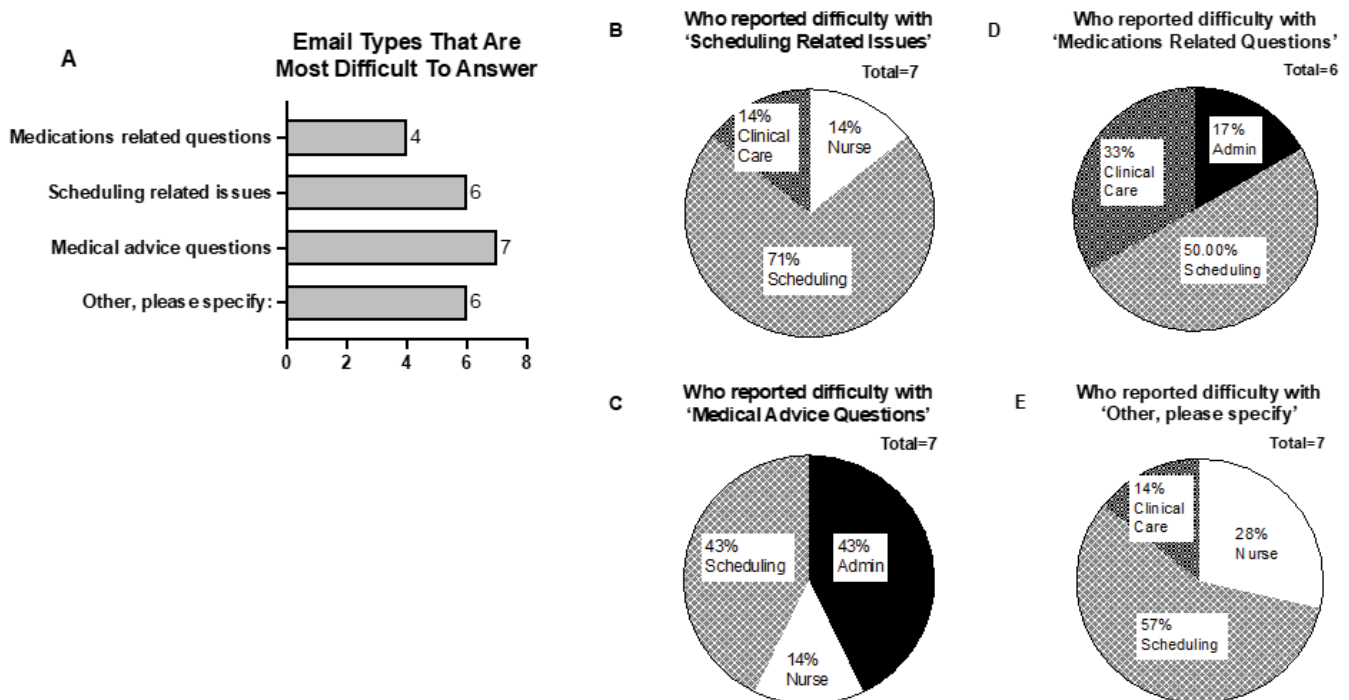 A
Email Types That Are
Most Difficult To Answer
Medications related questions
4
Scheduling related issues
6
Medical advice questions
7
Other, please specify:
6
0 2 4 6 8
B
Who reported difficulty with
‘Scheduling Related Issues’
Total=7
14%
Clinical
Care
14%
Nurse
71%
Scheduling
C
Who reported difficulty with
‘Medical Advice Questions’
Total=7
43%
Scheduling
43%
Admin
14%
Nurse
D
Who reported difficulty with
‘Medications Related Questions’
Total=6
33%
Clinical
Care
17%
Admin
50.00%
Scheduling
E
Who reported difficulty with
‘Other, please specify’
Total=7
14%
Clinical
Care
28%
Nurse
57%
Scheduling